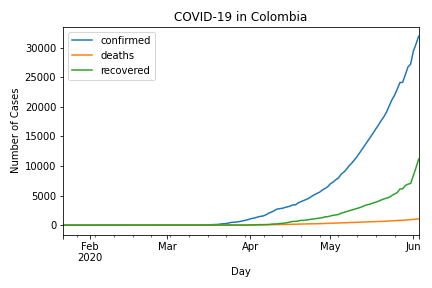 COVID-19 in Colombia
confirmed
deaths
recovered
Number of Cases
30000
25000
20000
15000
10000
5000
0
Feb
2020
Mar
Apr
May
Jun
Day